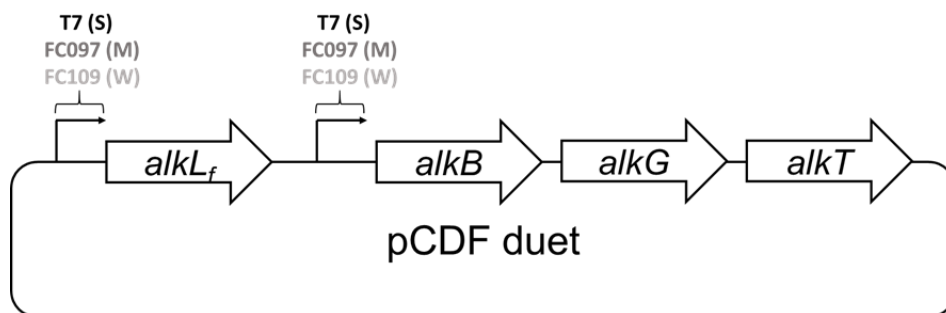 T7 (S)
FC097 (M)
FC109 (W)
T7 (S)
FC097 (M)
FC109 (W)
alkLf
alkB
alkG
alkT
pCDF duet